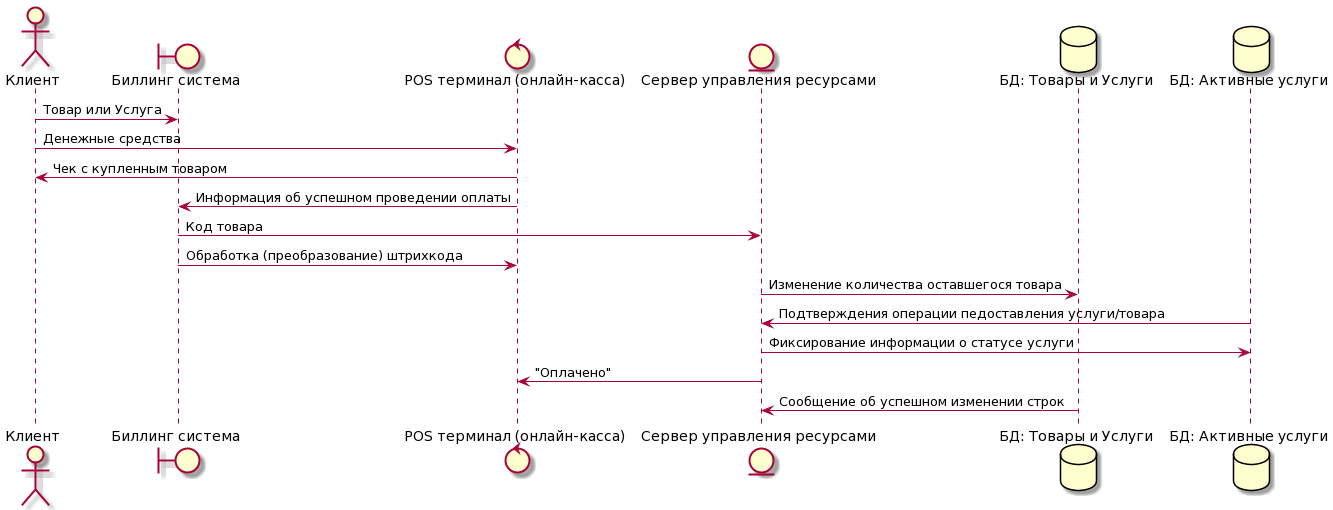 Клиент
Биллинг система
POS терминал (онлайн-касса)
Сервер управления ресурсами
БД: Товары и Услуги
БД: Активные услуги
Товар или Услуга
Денежные средства
Чек с купленным товаром
Информация об успешном проведении оплаты
Код товара
Обработка (преобразование) штрихкода
Изменение количества оставшегося товара
Подтверждения операции педоставления услуги/товара
Фиксирование информации о статусе услуги
"Оплачено"
Сообщение об успешном изменении строк
Клиент
Биллинг система
POS терминал (онлайн-касса)
Сервер управления ресурсами
БД: Товары и Услуги
БД: Активные услуги